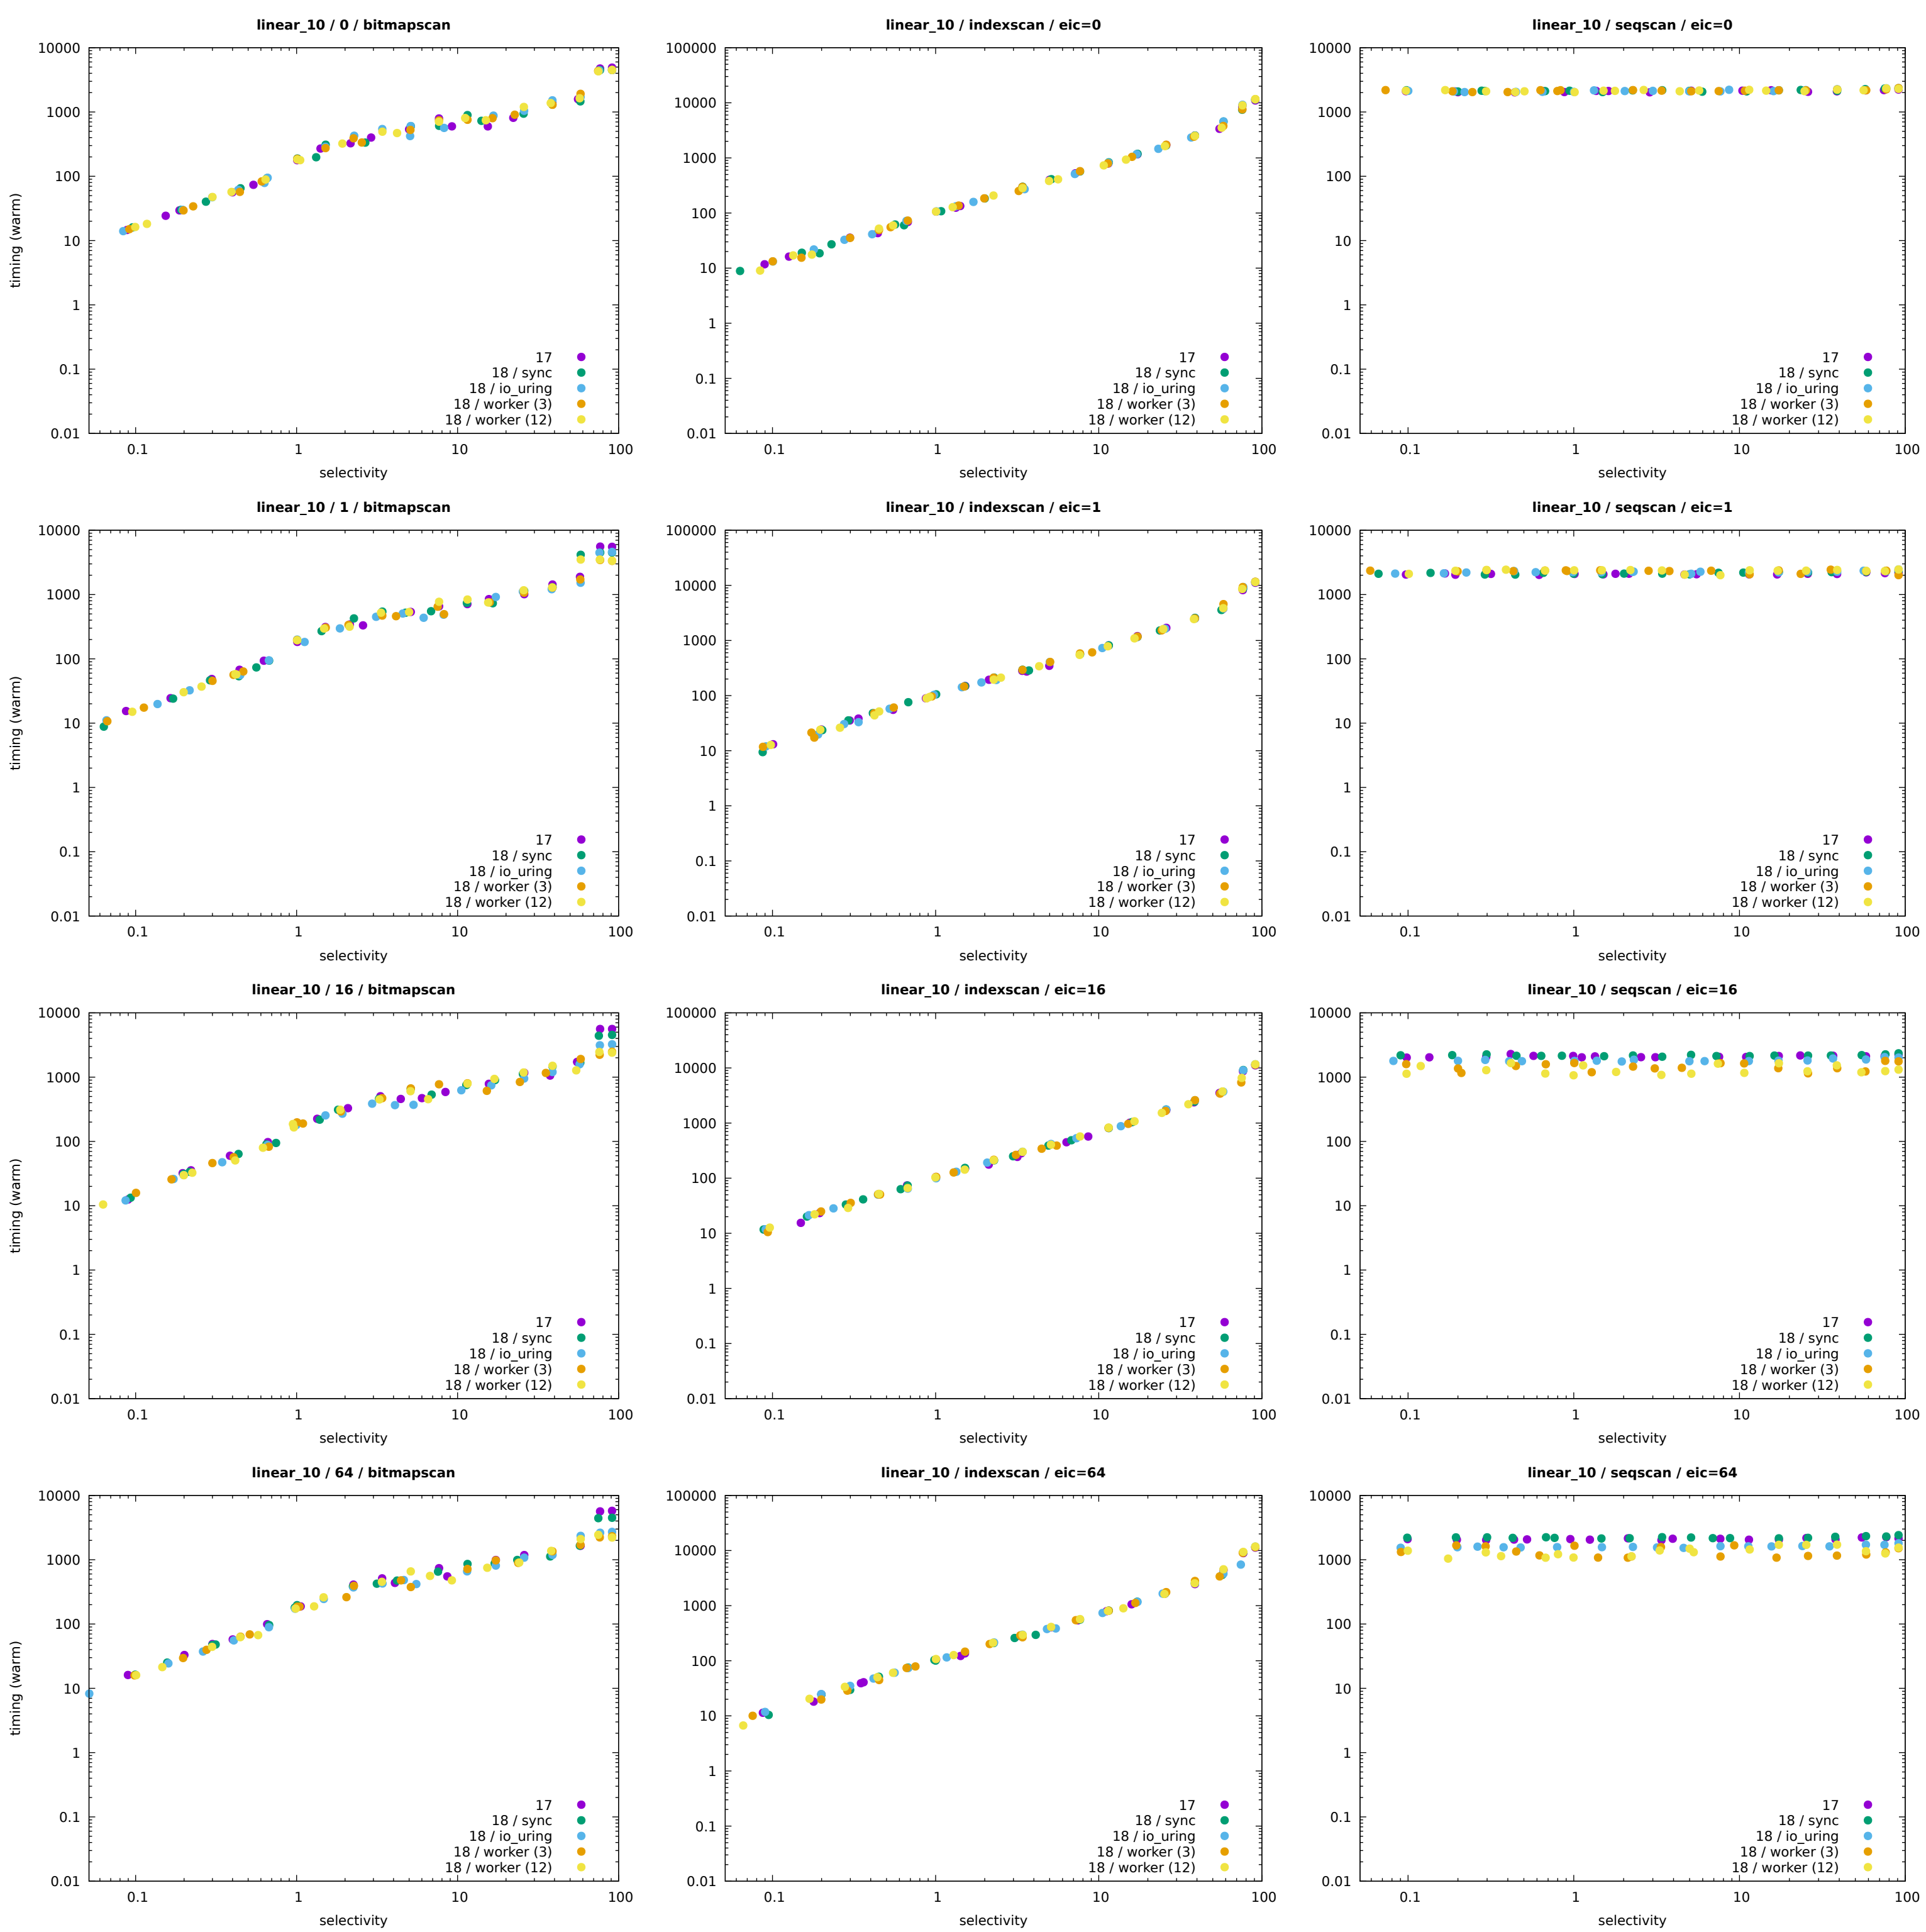 linear_10 / 0 / bitmapscan
10000
1000
100
10
1
0.1
0.01
timing (warm)
17
18 / sync
18 / io_uring
18 / worker (3)
18 / worker (12)
0.1 1 10 100
selectivity
linear_10 / indexscan / eic=0
100000
10000
1000
100
10
1
0.1
0.01
17
18 / sync
18 / io_uring
18 / worker (3)
18 / worker (12)
0.1 1 10 100
selectivity
linear_10 / seqscan / eic=0
10000
1000
100
10
1
0.1
0.01
17
18 / sync
18 / io_uring
18 / worker (3)
18 / worker (12)
0.1 1 10 100
selectivity
linear_10 / 1 / bitmapscan
10000
1000
100
10
1
0.1
0.01
timing (warm)
17
18 / sync
18 / io_uring
18 / worker (3)
18 / worker (12)
0.1 1 10 100
selectivity
linear_10 / indexscan / eic=1
100000
10000
1000
100
10
1
0.1
0.01
17
18 / sync
18 / io_uring
18 / worker (3)
18 / worker (12)
0.1 1 10 100
selectivity
linear_10 / seqscan / eic=1
10000
1000
100
10
1
0.1
0.01
17
18 / sync
18 / io_uring
18 / worker (3)
18 / worker (12)
0.1 1 10 100
selectivity
linear_10 / 16 / bitmapscan
10000
1000
100
10
1
0.1
0.01
timing (warm)
17
18 / sync
18 / io_uring
18 / worker (3)
18 / worker (12)
0.1 1 10 100
selectivity
linear_10 / indexscan / eic=16
100000
10000
1000
100
10
1
0.1
0.01
17
18 / sync
18 / io_uring
18 / worker (3)
18 / worker (12)
0.1 1 10 100
selectivity
linear_10 / seqscan / eic=16
10000
1000
100
10
1
0.1
0.01
17
18 / sync
18 / io_uring
18 / worker (3)
18 / worker (12)
0.1 1 10 100
selectivity
linear_10 / 64 / bitmapscan
10000
1000
100
10
1
0.1
0.01
timing (warm)
17
18 / sync
18 / io_uring
18 / worker (3)
18 / worker (12)
0.1 1 10 100
selectivity
linear_10 / indexscan / eic=64
100000
10000
1000
100
10
1
0.1
0.01
17
18 / sync
18 / io_uring
18 / worker (3)
18 / worker (12)
0.1 1 10 100
selectivity
linear_10 / seqscan / eic=64
10000
1000
100
10
1
0.1
0.01
17
18 / sync
18 / io_uring
18 / worker (3)
18 / worker (12)
0.1 1 10 100
selectivity